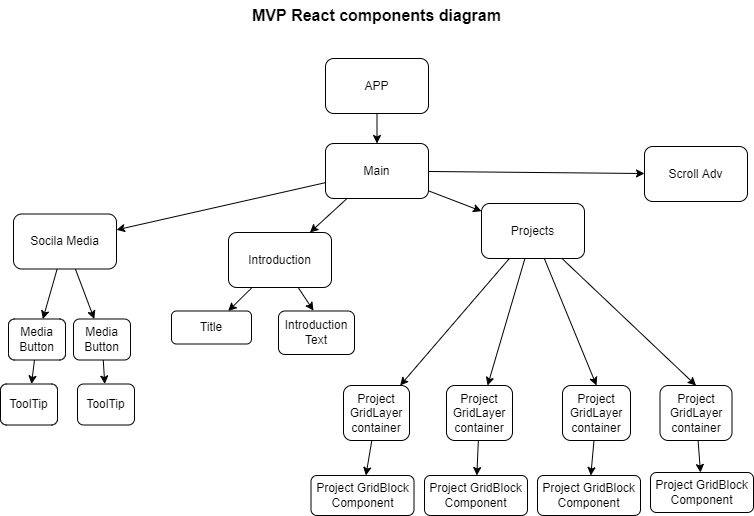 MVP React components diagram
APP
Main
Scroll Adv
Socila Media
Introduction
Projects
Title
Introduction
Text
Media
Button
Media
Button
ToolTip
ToolTip
Project
GridLayer
container
Project
GridLayer
container
Project
GridLayer
container
Project
GridLayer
container
Project GridBlock
Component
Project GridBlock
Component
Project GridBlock
Component
Project GridBlock
Component